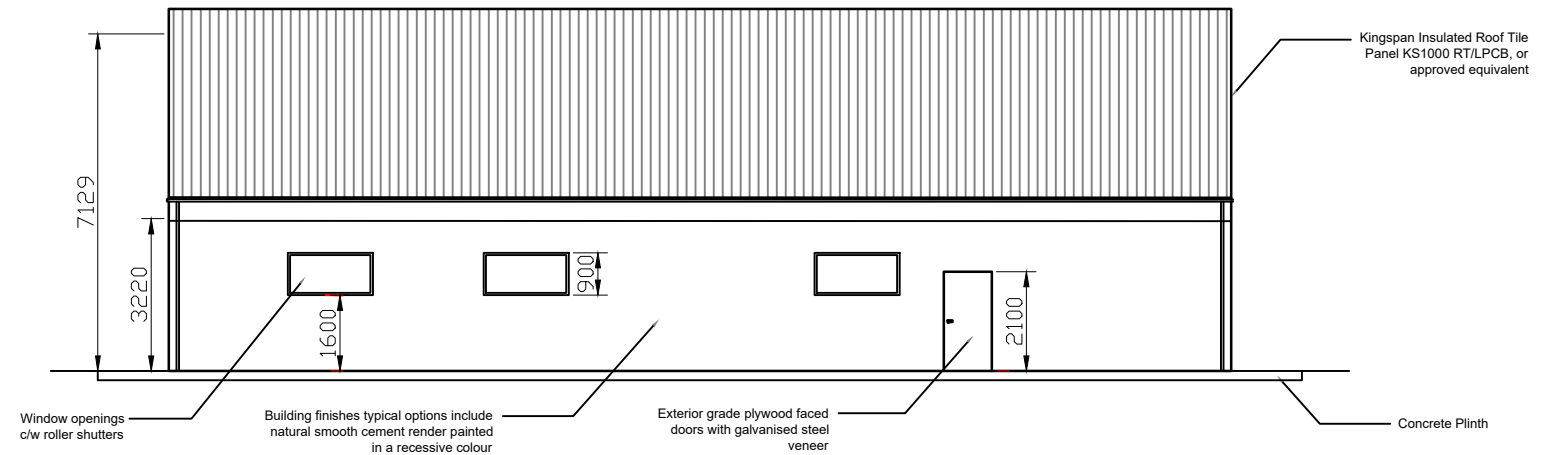 Kingspan Insulated Roof Tile
Panel KS1000 RT/LPCB, or
approved equivalent
7129
3220
900
1600
2100
Window openings
c/w roller shutters
Building finishes typical options include
natural smooth cement render painted
in a recessive colour
Exterior grade plywood faced
doors with galvanised steel
veneer
Concrete Plinth